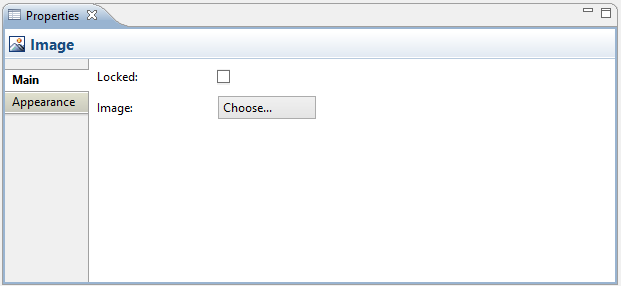 Properties
Image
Main
Locked:
Appearance
Image:
Choose...